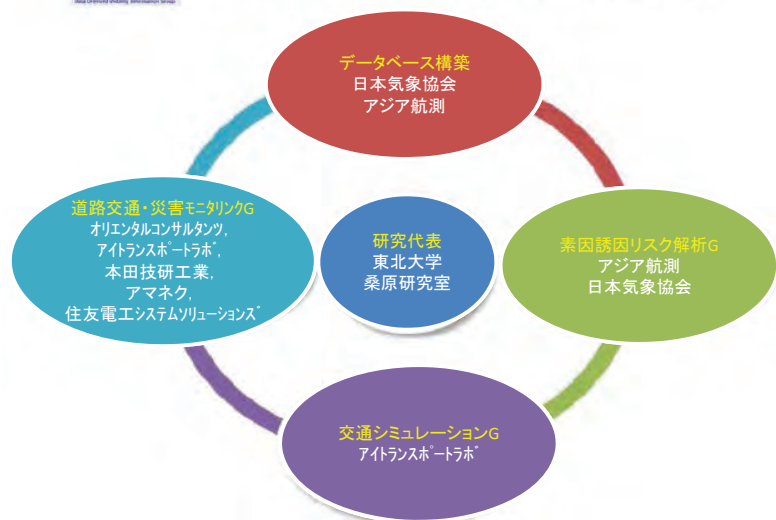 データベース構築
日本気象協会
アジア航測
道路交通・災害ﾓﾆﾀﾘﾝｸG
ｵﾘｴﾝﾀﾙｺﾝｻﾙﾀﾝﾂ,
ｱｲﾄﾗﾝｽﾎﾟｰﾄﾗﾎﾞ,
本田技研工業,
アマネク,
住友電工ｼｽﾃﾑｿﾘｭｰｼｮﾝｽﾞ
研究代表
東北大学
桑原研究室
素因誘因リスク解析G
アジア航測
日本気象協会
交通シミュレーションG
ｱｲﾄﾗﾝｽﾎﾟｰﾄﾗﾎﾞ